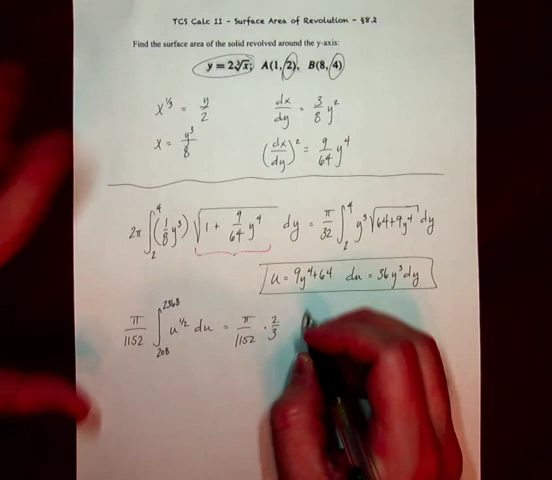 TCS Calc II - Surface Area of Revolution - §8.2
Find the surface area of the solid revolved around the y-axis:
y = 2∛x; A(1, 2), B(8, 4)
x^(1/3) = y/2
dx/dy = 3/8 y²
x = y³/8
(dx/dy)² = 9/64 y⁴
2π ∫₂⁴ (1/8 y³) √(1 + 9/64 y⁴) dy = π/32 ∫₂⁴ y³ √(64+9y⁴) dy
u = 9y⁴+64 du = 36y³dy
π/1152 ∫₂₀₈²³⁶⁸ u^(1/2) du = π/1152 · 2/3